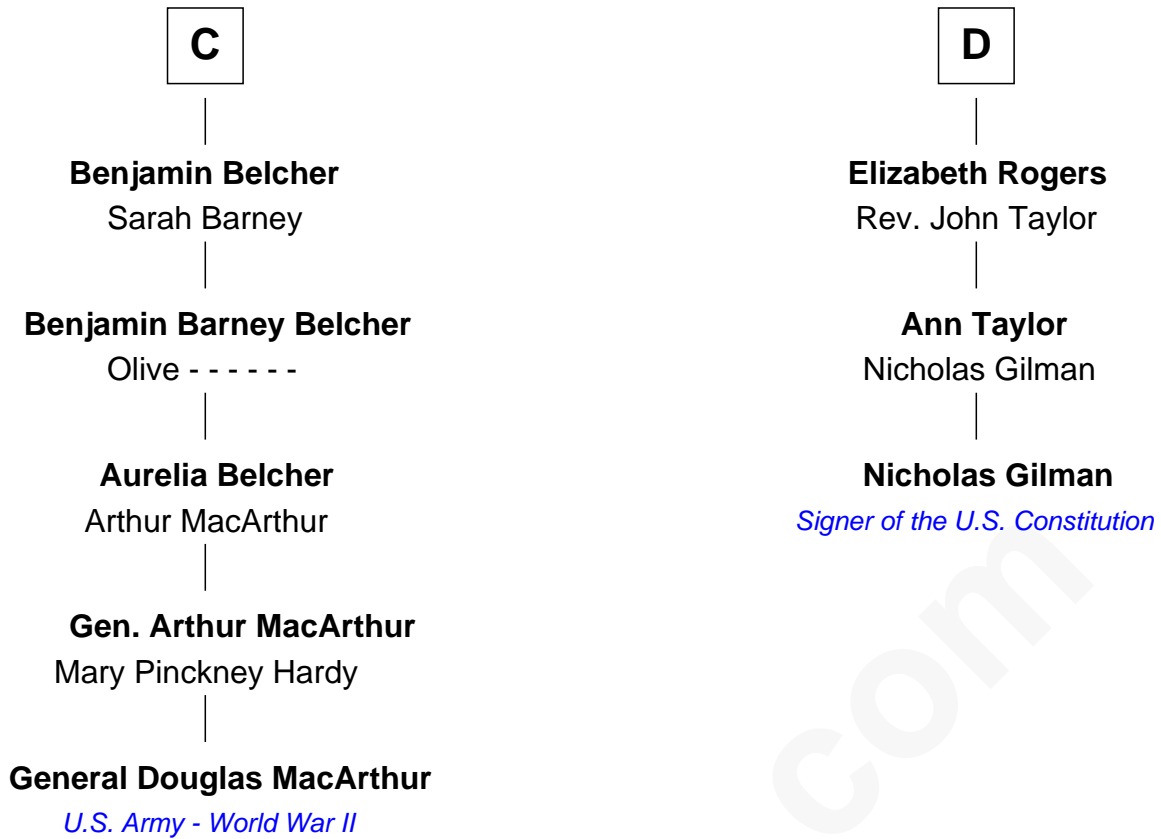 C
Benjamin Belcher
Sarah Barney
Benjamin Barney Belcher
Olive - - - - - -
Aurelia Belcher
Arthur MacArthur
Gen. Arthur MacArthur
Mary Pinckney Hardy
General Douglas MacArthur
U.S. Army - World War II
D
Elizabeth Rogers
Rev. John Taylor
Ann Taylor
Nicholas Gilman
Nicholas Gilman
Signer of the U.S. Constitution
com